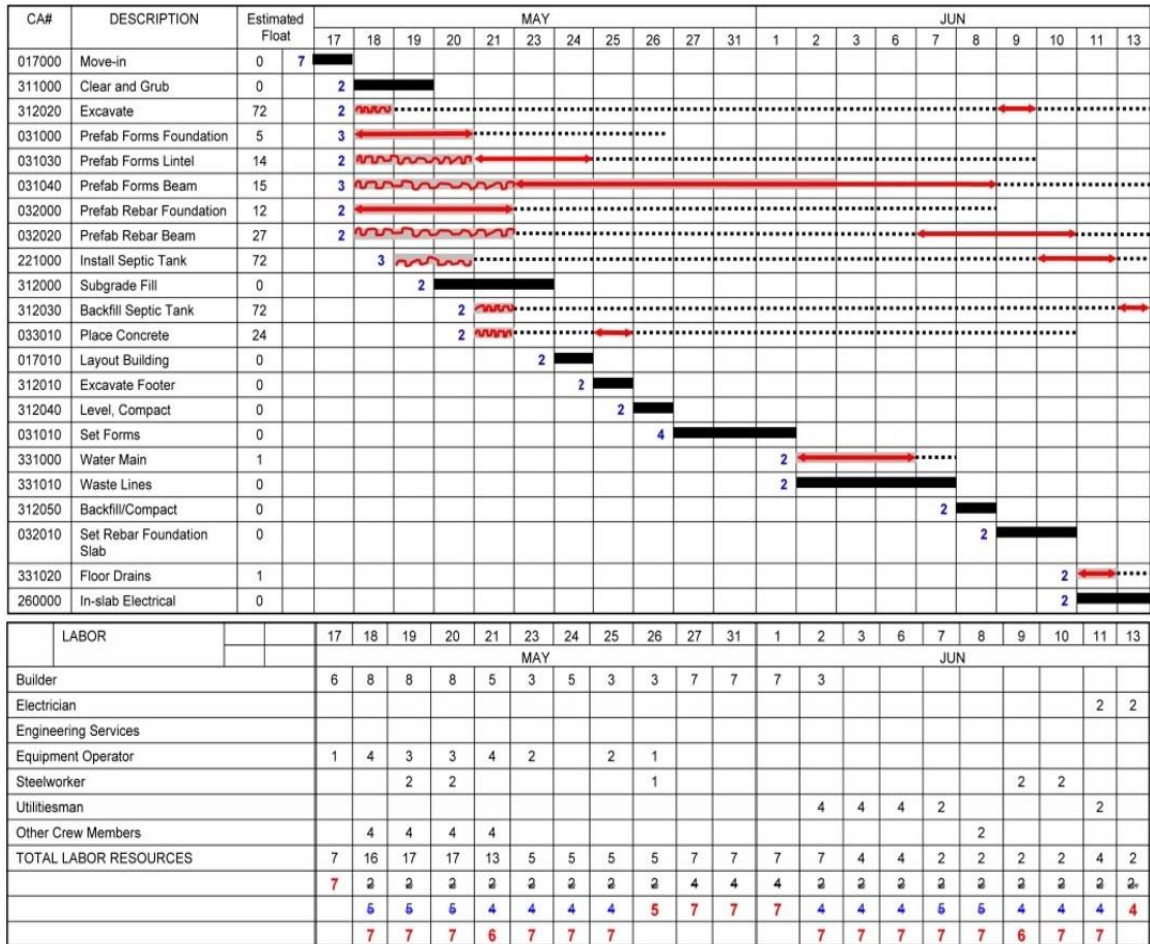 CA# DESCRIPTION Estimated Float MAY JUN
17 18 19 20 21 23 24 25 26 27 31 1 2 3 6 7 8 9 10 11 13
017000 Move-in 0 7
311000 Clear and Grub 0 2
312020 Excavate 72 2
031000 Prefab Forms Foundation 5 3
031030 Prefab Forms Lintel 14 2
031040 Prefab Forms Beam 15 3
032000 Prefab Rebar Foundation 12 2
032020 Prefab Rebar Beam 27 2
221000 Install Septic Tank 72 3
312000 Subgrade Fill 0 2
312030 Backfill Septic Tank 72 2
033010 Place Concrete 24 2
017010 Layout Building 0 2
312010 Excavate Footer 0 2
312040 Level, Compact 0 2
031010 Set Forms 0 4
331000 Water Main 1 2
331010 Waste Lines 0 2
312050 Backfill/Compact 0 2
032010 Set Rebar Foundation Slab 0 2
331020 Floor Drains 1 2
260000 In-slab Electrical 0 2
LABOR 17 18 19 20 21 23 24 25 26 27 31 1 2 3 6 7 8 9 10 11 13
MAY JUN
Builder 6 8 8 8 5 3 5 3 3 7 7 7 3
Electrician 2 2
Engineering Services
Equipment Operator 1 4 3 3 4 2 2 1
Steelworker 2 2 1 2 2
Utilitiesman 4 4 4 2 2
Other Crew Members 4 4 4 4 2
TOTAL LABOR RESOURCES 7 16 17 17 13 5 5 5 5 7 7 7 7 4 4 2 2 2 2 4 2
7 2 2 2 2 2 2 2 2 4 4 4 2 2 2 2 2 2 2 2 2
5 5 5 4 4 4 4 5 7 7 7 4 4 4 5 5 4 4 4 4
7 7 7 6 7 7 7 7 7 7 7 7 6 7 7